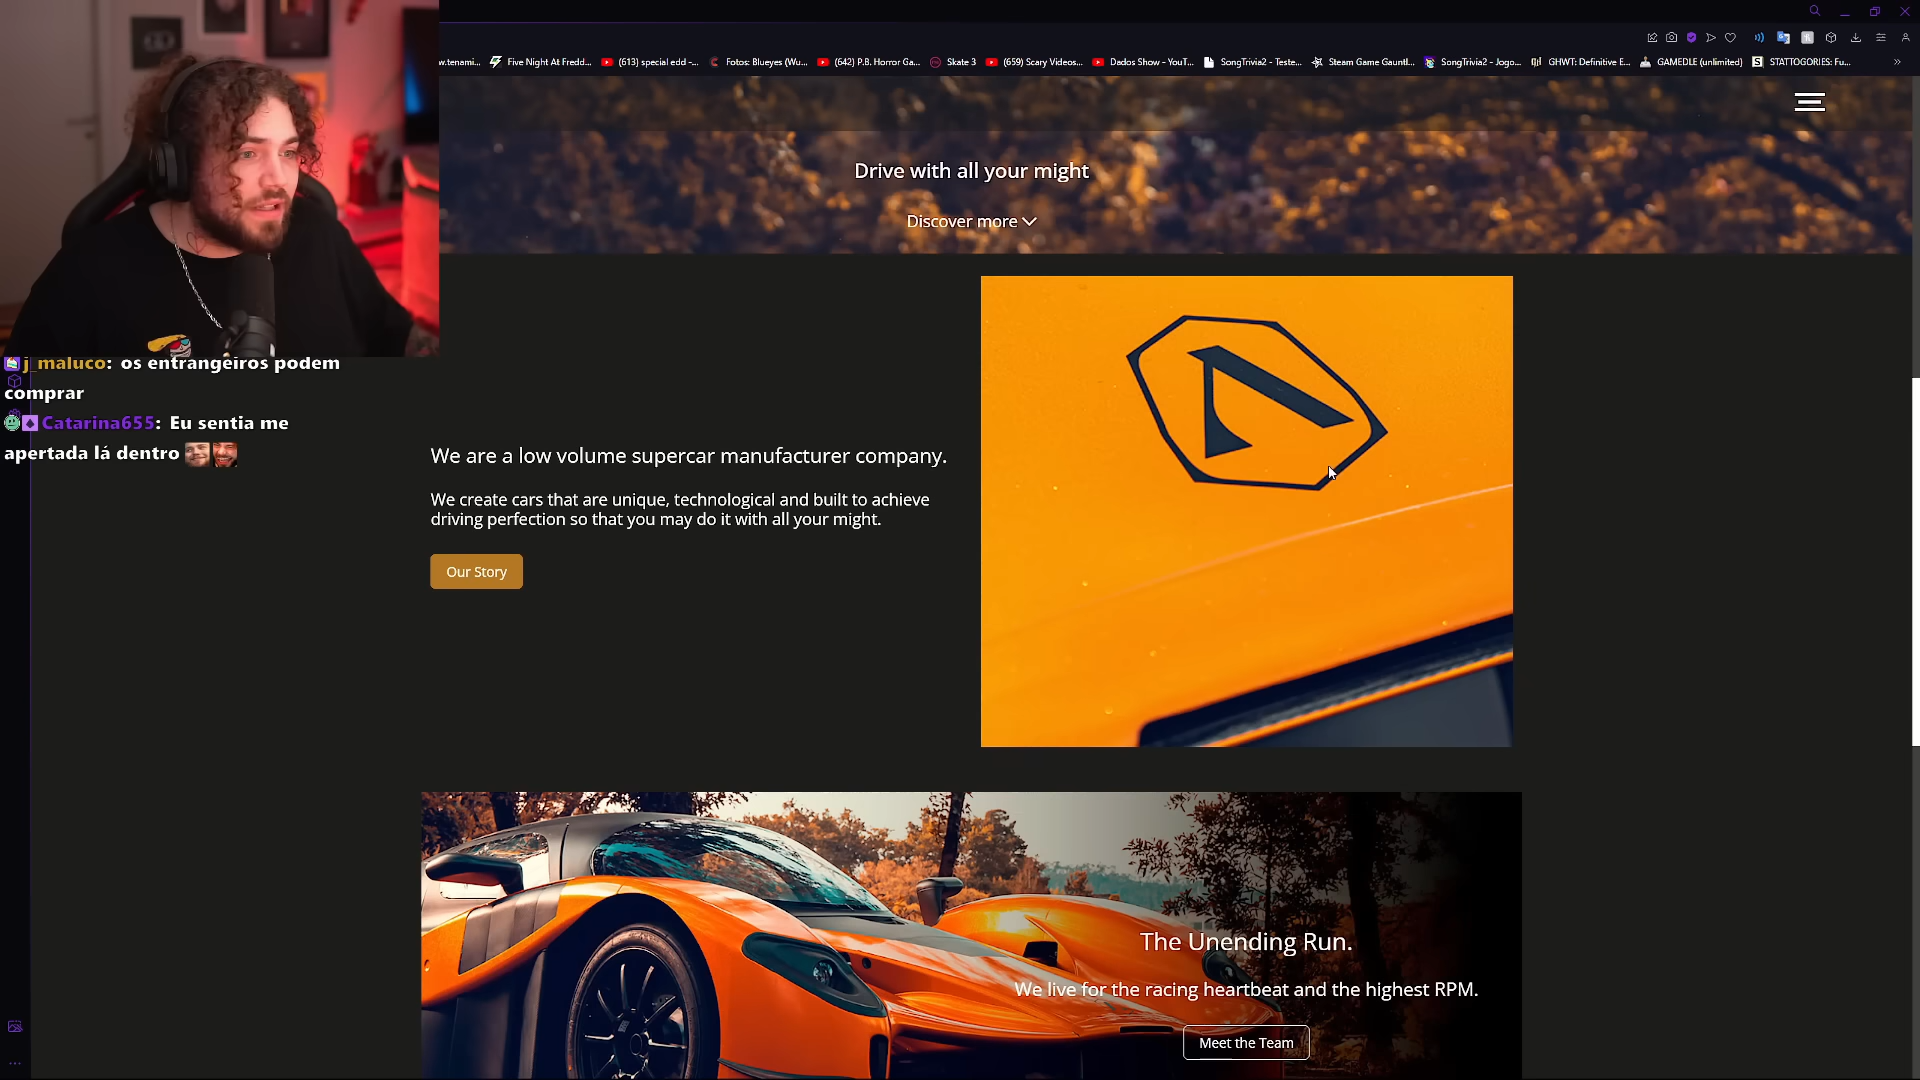 w.tenami...
Five Night At Fredd...
(613) special edd -...
Fotos: Blueyes (Wu...
(642) P.B. Horror Ga...
Skate 3
(659) Scary Videos...
Dados Show - YouT...
SongTrivia2 - Teste...
Steam Game Gauntl...
SongTrivia2 - Jogo...
GHWT: Definitive E...
GAMEDLE (unlimited)
STATTOGORIES: Fu...
Drive with all your might
Discover more
j_maluco: os entrangeiros podem
comprar
Catarina655: Eu sentia me
apertada lá dentro
We are a low volume supercar manufacturer company.
We create cars that are unique, technological and built to achieve
driving perfection so that you may do it with all your might.
Our Story
The Unending Run.
We live for the racing heartbeat and the highest RPM.
Meet the Team